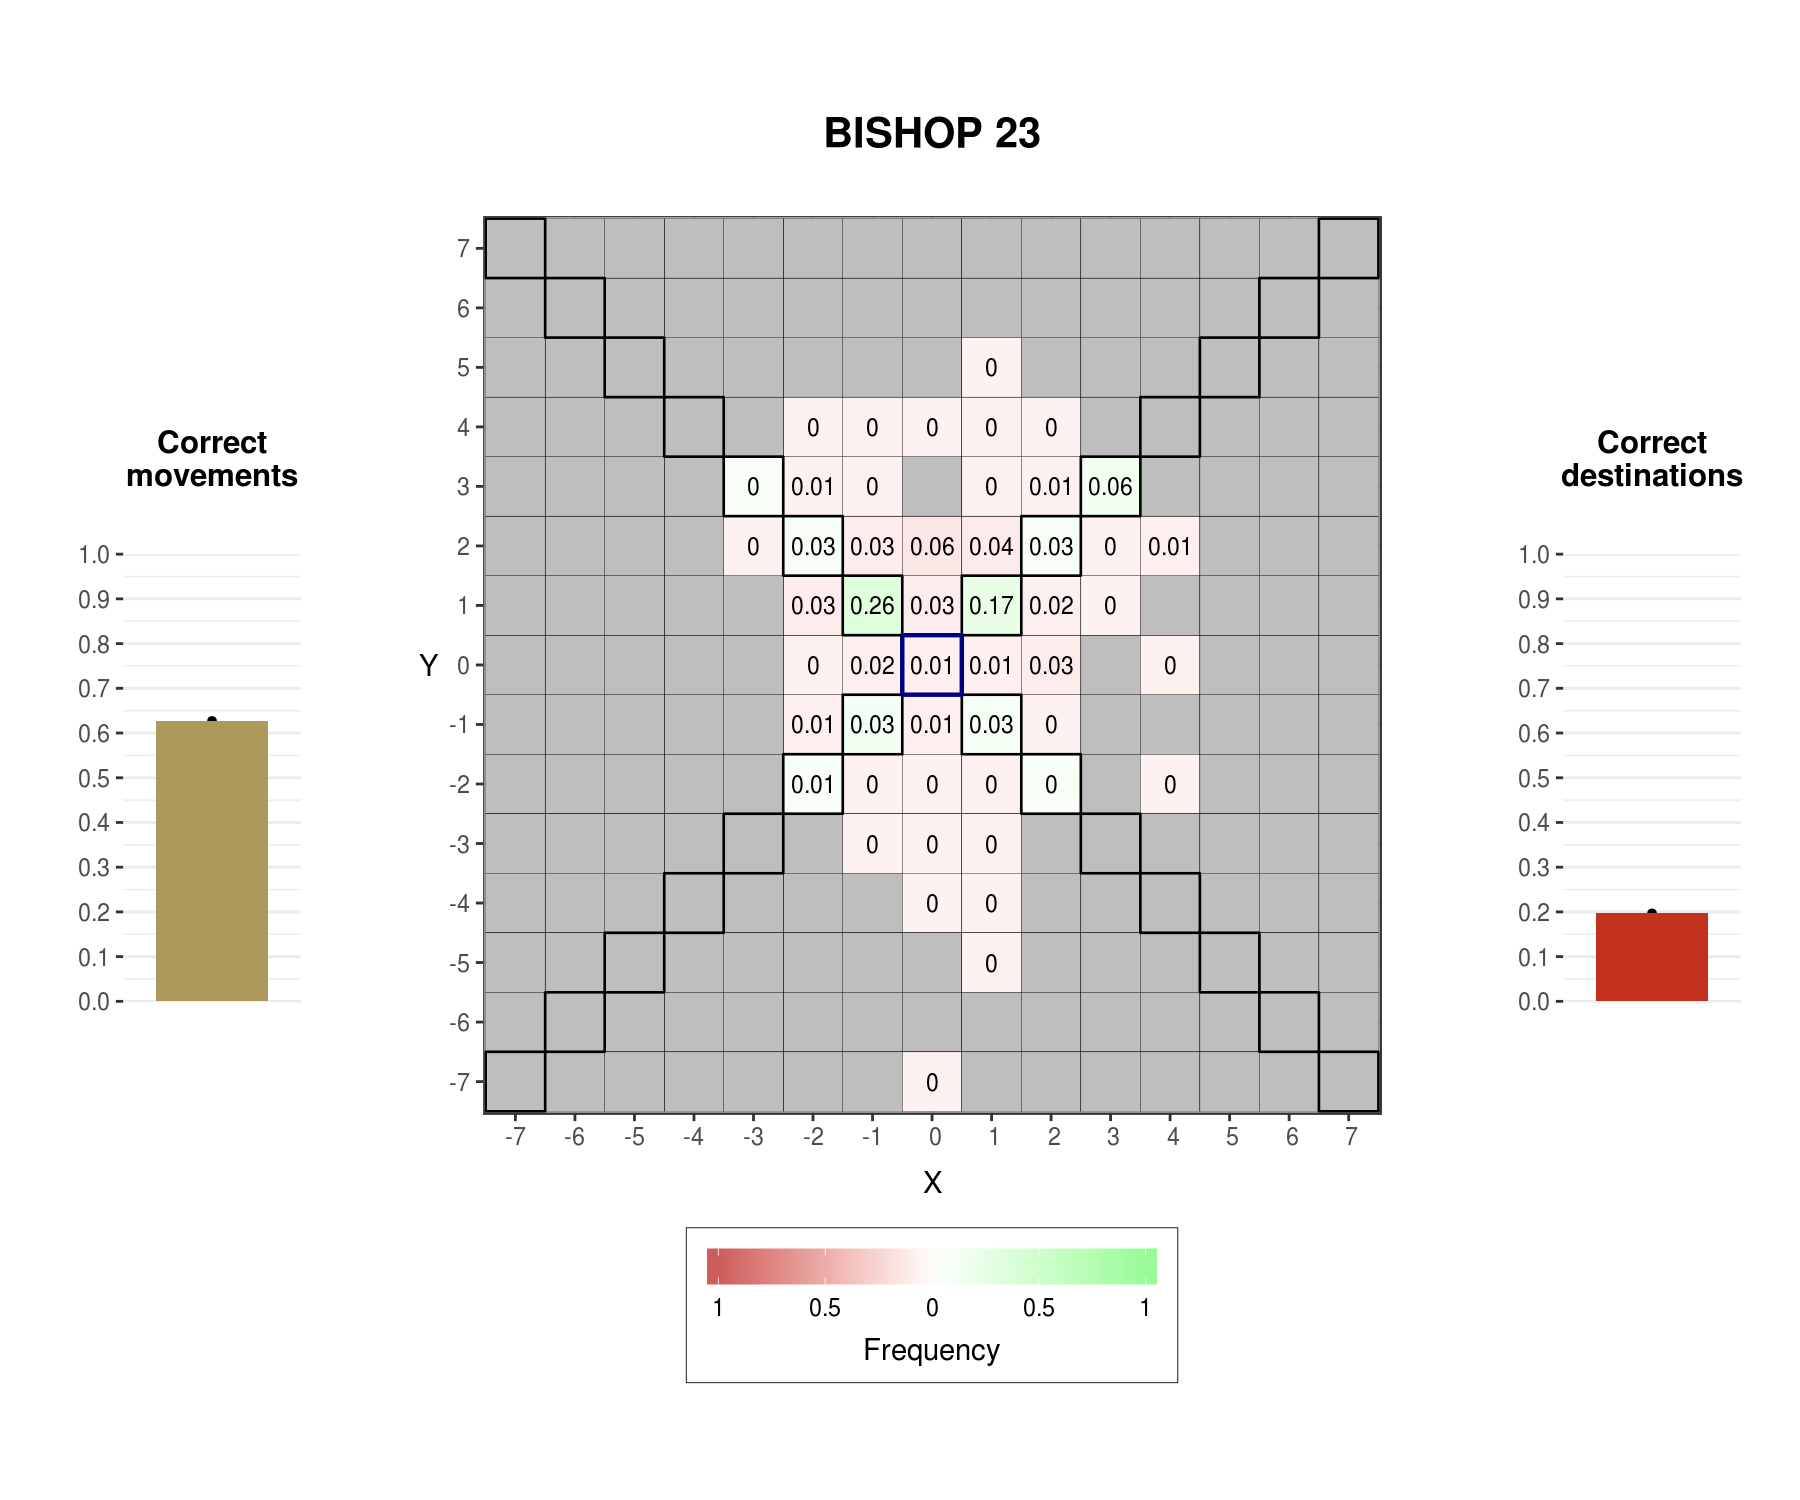 BISHOP 23
Correct
movements
1.0
0.9
0.8
0.7
0.6
0.5
0.4
0.3
0.2
0.1
0.0
Y
7
6
5 0
4 0 0 0 0 0
3 0 0.01 0 0 0.01 0.06
2 0 0.03 0.03 0.06 0.04 0.03 0 0.01
1 0.03 0.26 0.03 0.17 0.02 0
0 0 0.02 0.01 0.01 0.03 0
-1 0.01 0.03 0.01 0.03 0
-2 0.01 0 0 0 0 0
-3 0 0 0
-4 0 0
-5 0
-6
-7 0
-7 -6 -5 -4 -3 -2 -1 0 1 2 3 4 5 6 7
X
1 0.5 0 0.5 1
Frequency
Correct
destinations
1.0
0.9
0.8
0.7
0.6
0.5
0.4
0.3
0.2
0.1
0.0